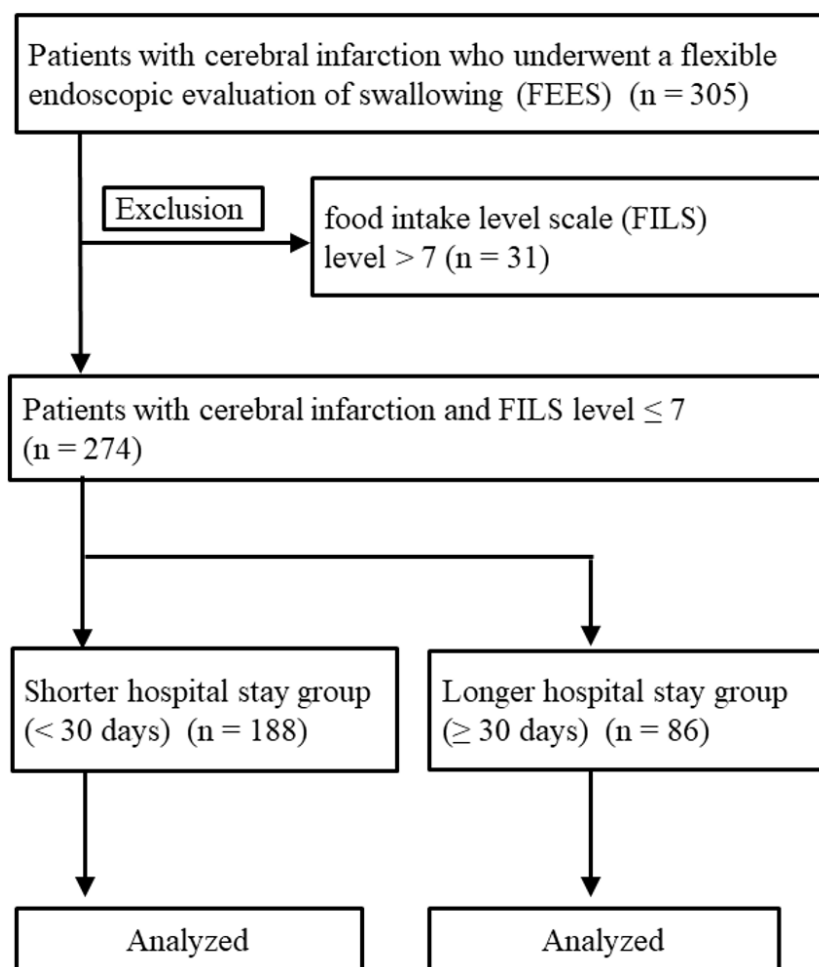 Patients with cerebral infarction who underwent a flexible
endoscopic evaluation of swallowing (FEES) (n = 305)
Exclusion
food intake level scale (FILS)
level > 7 (n = 31)
Patients with cerebral infarction and FILS level ≤ 7
(n = 274)
Shorter hospital stay group
(< 30 days) (n = 188)
Longer hospital stay group
(≥ 30 days) (n = 86)
Analyzed
Analyzed